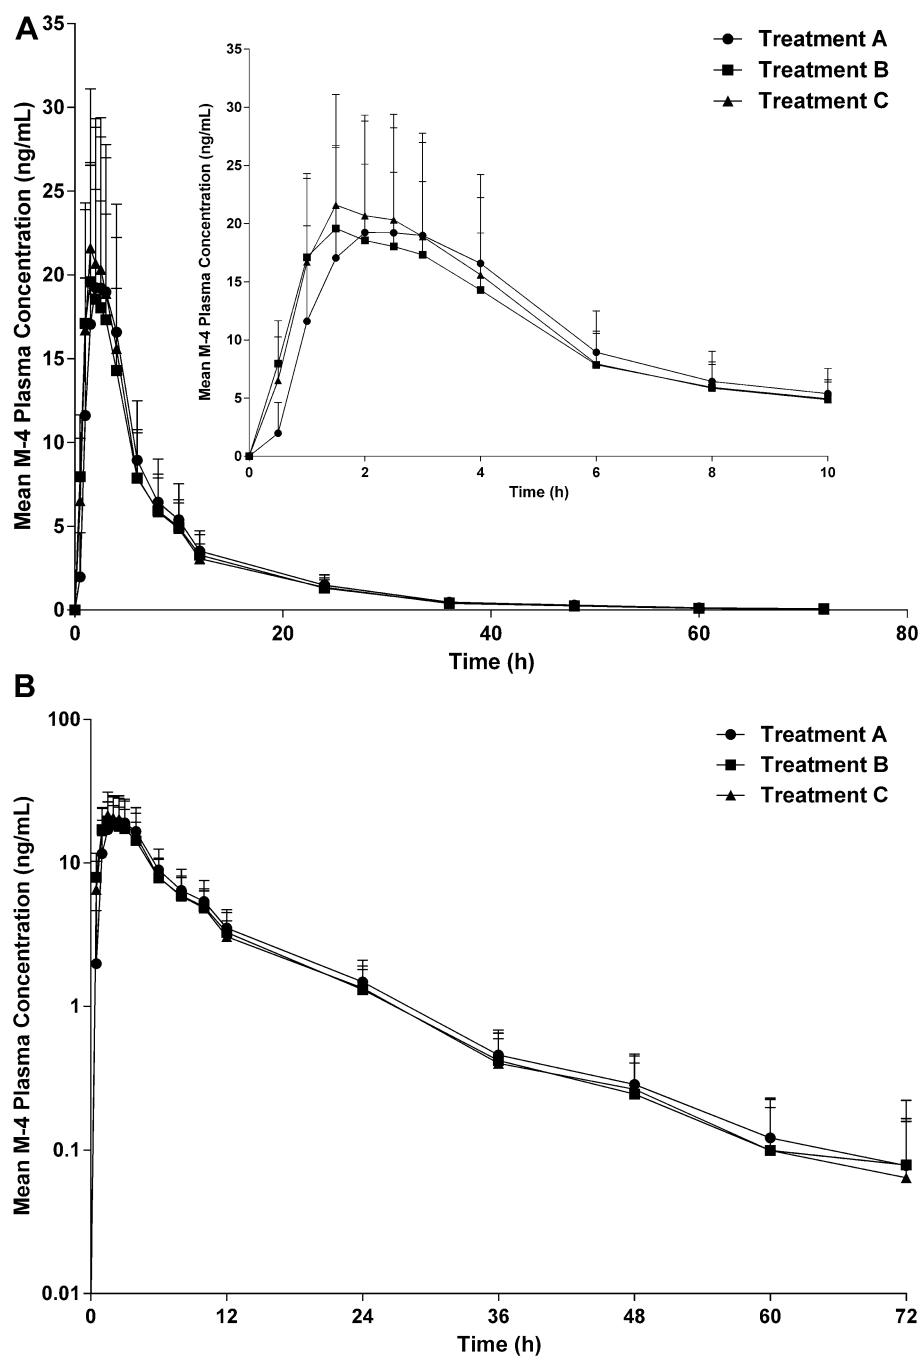 A
Mean M-4 Plasma Concentration (ng/mL)
35
30
25
20
15
10
5
0
0 20 40 60 80
Time (h)
Mean M-4 Plasma Concentration (ng/mL)
35
30
25
20
15
10
5
0
0 2 4 6 8 10
Time (h)
Treatment A
Treatment B
Treatment C
B
Mean M-4 Plasma Concentration (ng/mL)
100
10
1
0.1
0.01
0 12 24 36 48 60 72
Time (h)
Treatment A
Treatment B
Treatment C